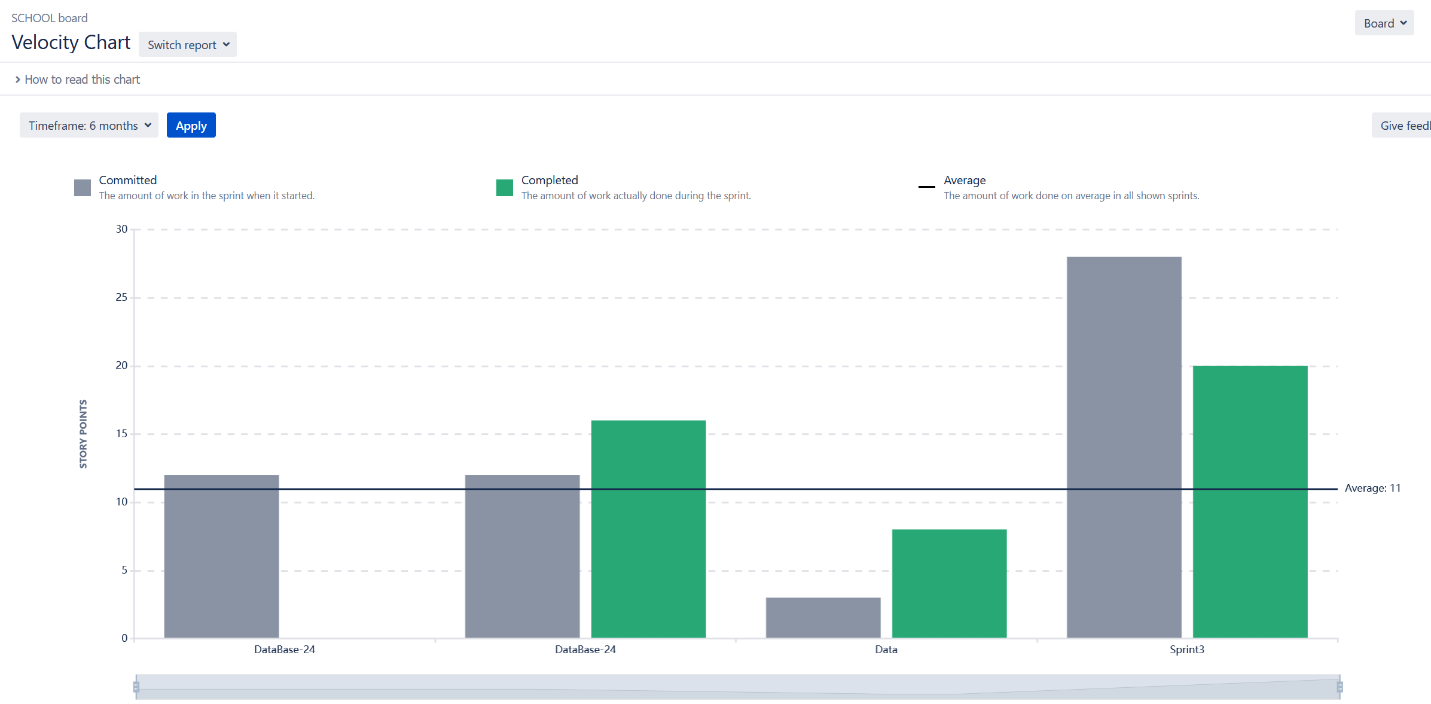 SCHOOL board
Velocity Chart
Switch report
Board
How to read this chart
Timeframe: 6 months
Apply
Give feedb
Committed
The amount of work in the sprint when it started.
Completed
The amount of work actually done during the sprint.
Average
The amount of work done on average in all shown sprints.
30
25
20
15
10
5
0
STORY POINTS
Average: 11
DataBase-24
DataBase-24
Data
Sprint3